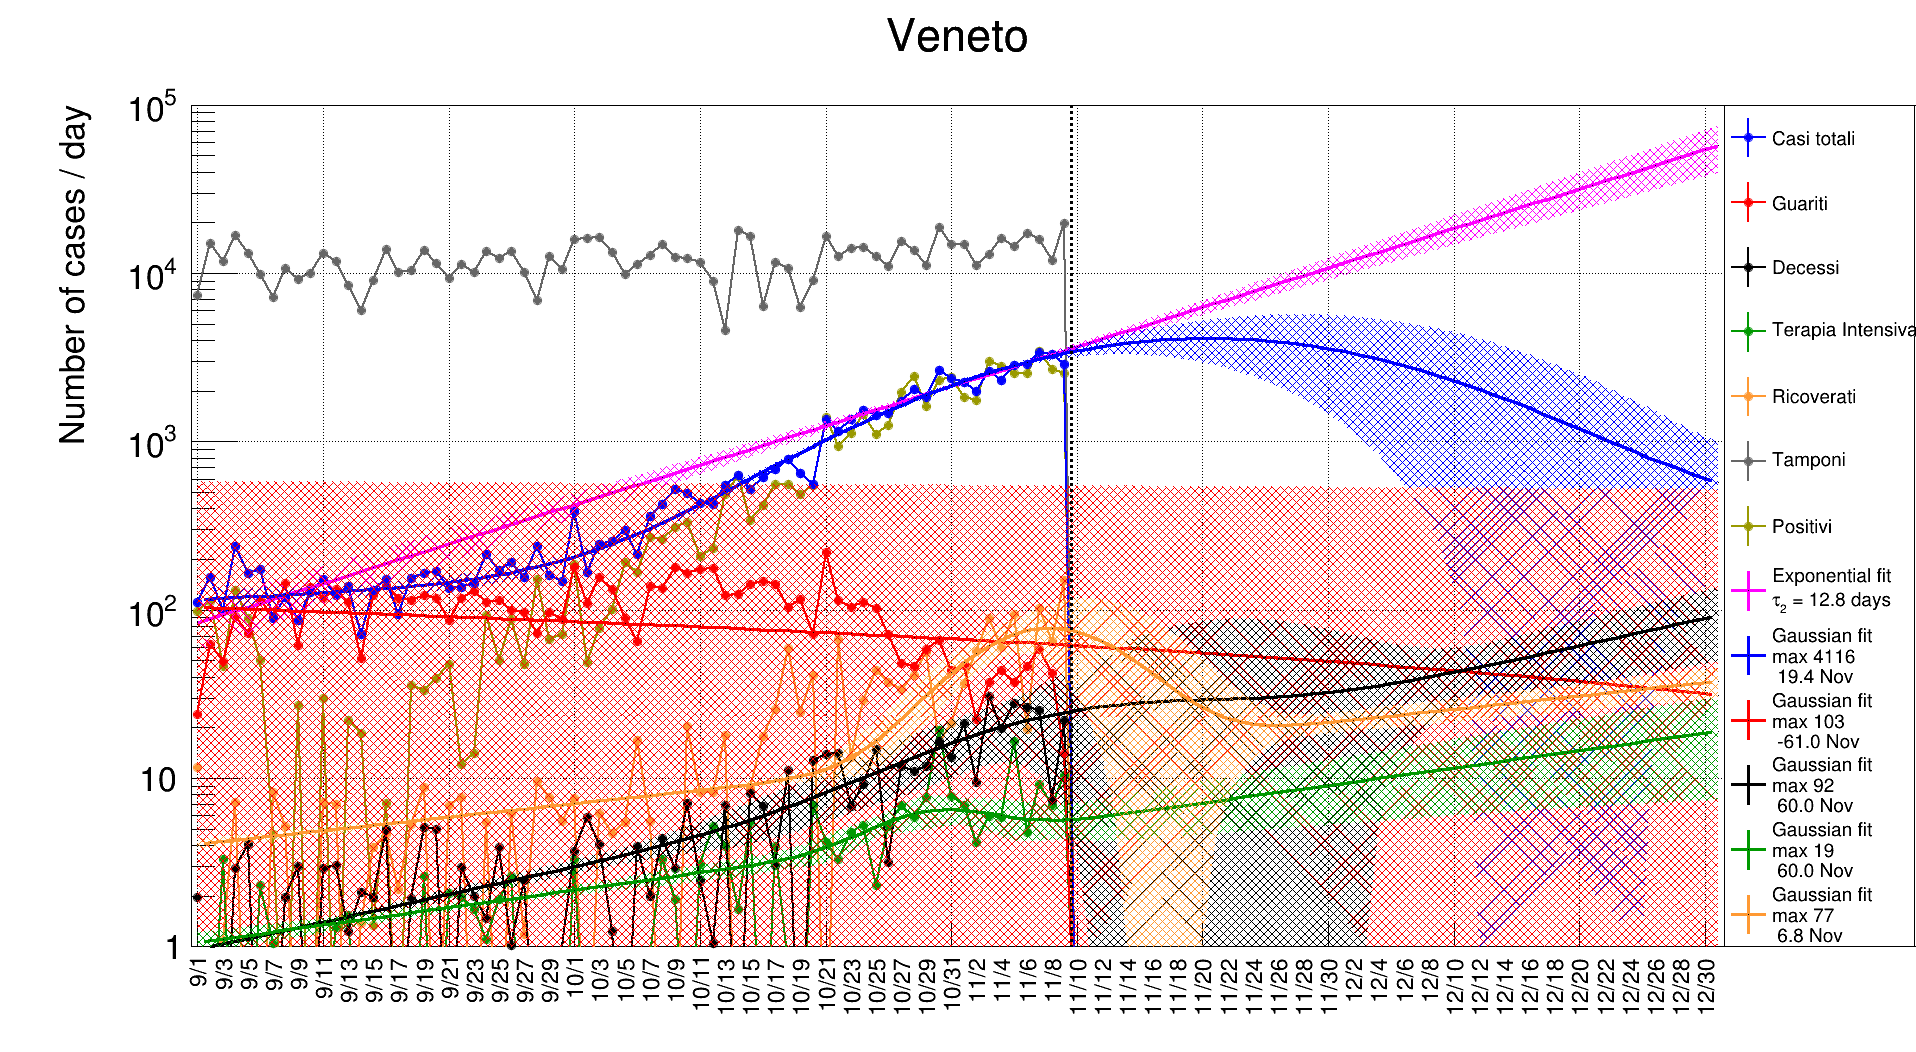 Veneto
Number of cases / day
10^5
10^4
10^3
10^2
10
1
9/1 9/3 9/5 9/7 9/9 9/11 9/13 9/15 9/17 9/19 9/21 9/23 9/25 9/27 9/29 10/1 10/3 10/5 10/7 10/9 10/11 10/13 10/15 10/17 10/19 10/21 10/23 10/25 10/27 10/29 10/31 11/2 11/4 11/6 11/8 11/10 11/12 11/14 11/16 11/18 11/20 11/22 11/24 11/26 11/28 11/30 12/2 12/4 12/6 12/8 12/10 12/12 12/14 12/16 12/18 12/20 12/22 12/24 12/26 12/28 12/30
Casi totali
Guariti
Decessi
Terapia Intensiva
Ricoverati
Tamponi
Positivi
Exponential fit
τ₂ = 12.8 days
Gaussian fit
max 4116
19.4 Nov
Gaussian fit
max 103
-61.0 Nov
Gaussian fit
max 92
60.0 Nov
Gaussian fit
max 19
60.0 Nov
Gaussian fit
max 77
6.8 Nov